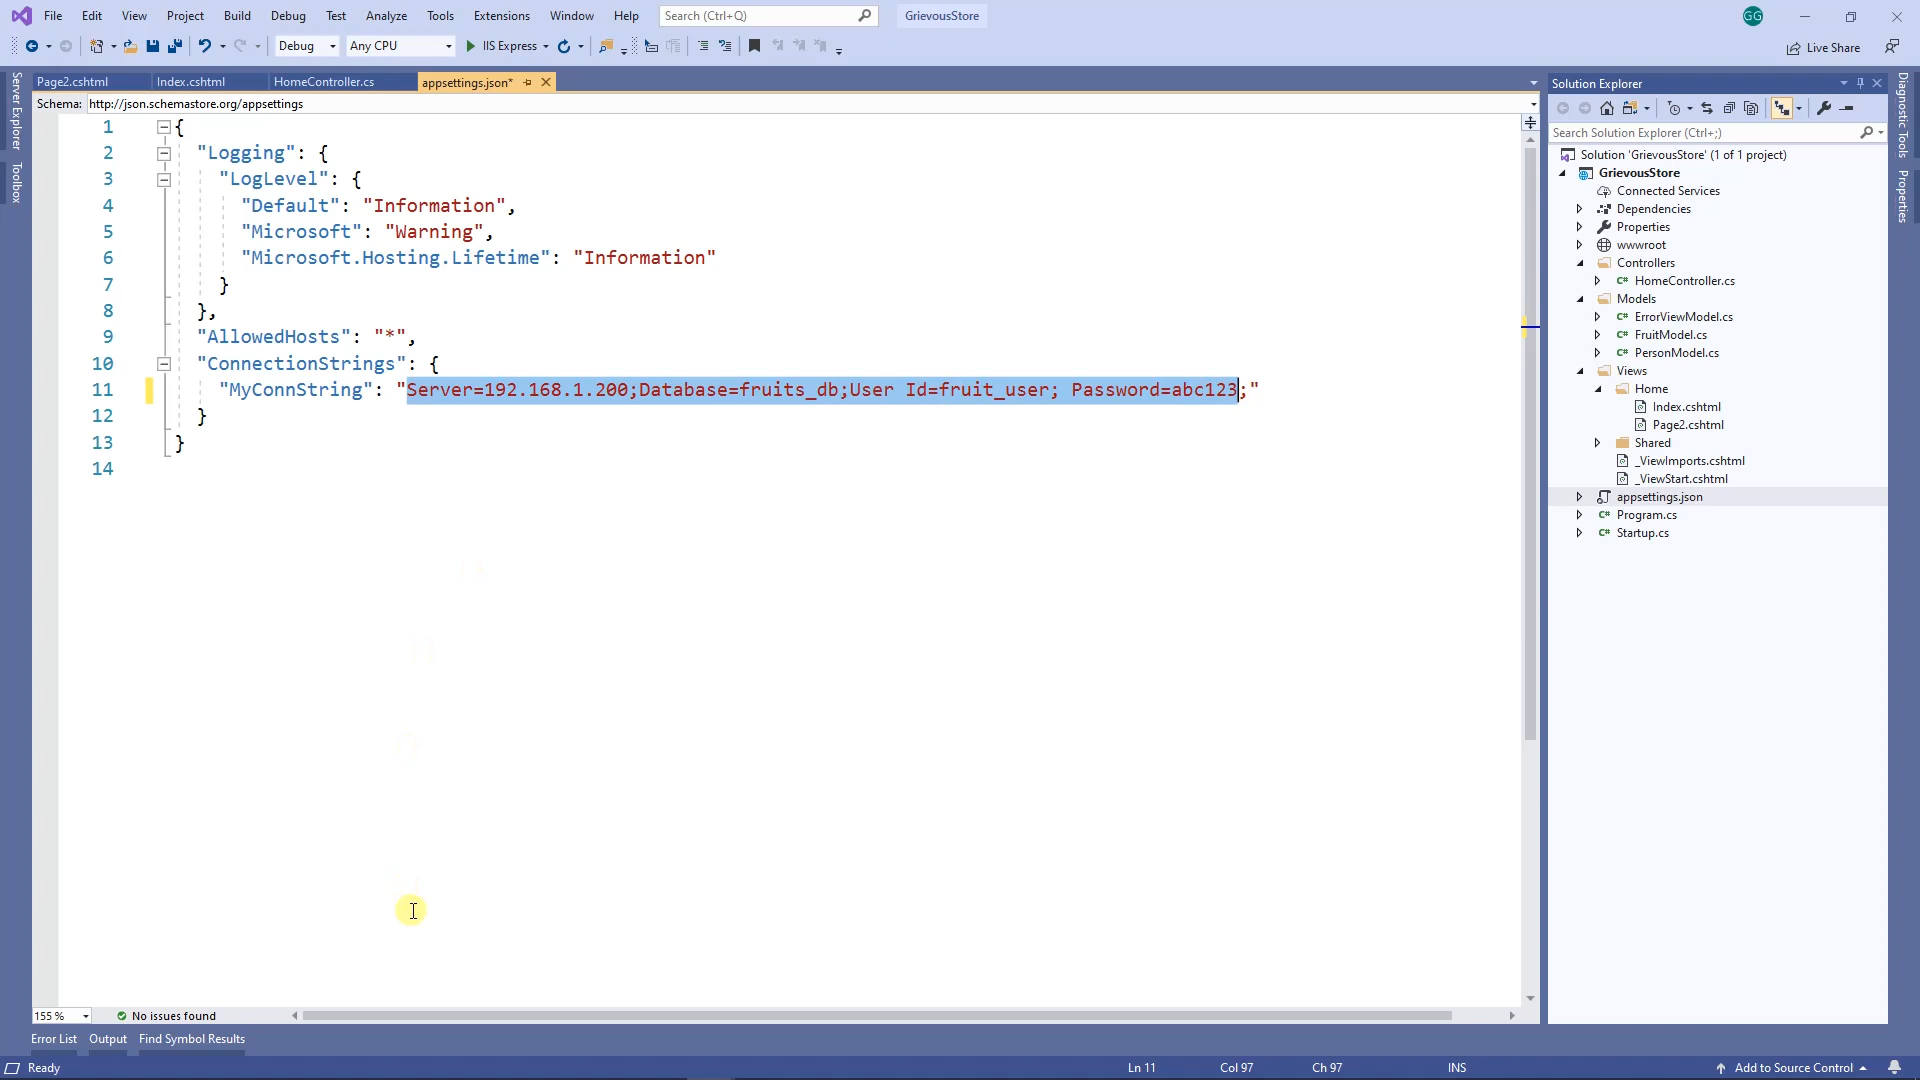 File Edit View Project Build Debug Test Analyze Tools Extensions Window Help Search (Ctrl+Q) GrievousStore GG
Debug Any CPU IIS Express Live Share
Page2.cshtml Index.cshtml HomeController.cs appsettings.json*
Schema: http://json.schemastore.org/appsettings
1 {
2 "Logging": {
3 "LogLevel": {
4 "Default": "Information",
5 "Microsoft": "Warning",
6 "Microsoft.Hosting.Lifetime": "Information"
7 }
8 },
9 "AllowedHosts": "*",
10 "ConnectionStrings": {
11 "MyConnString": "Server=192.168.1.200;Database=fruits_db;User Id=fruit_user; Password=abc123;"
12 }
13 }
14
155 % No issues found
Error List Output Find Symbol Results
Ready Ln 11 Col 97 Ch 97 INS Add to Source Control
Server Explorer
Toolbox
Solution Explorer
Search Solution Explorer (Ctrl+;)
Solution 'GrievousStore' (1 of 1 project)
GrievousStore
Connected Services
Dependencies
Properties
wwwroot
Controllers
C# HomeController.cs
Models
C# ErrorViewModel.cs
C# FruitModel.cs
C# PersonModel.cs
Views
Home
Index.cshtml
Page2.cshtml
Shared
_ViewImports.cshtml
_ViewStart.cshtml
appsettings.json
C# Program.cs
C# Startup.cs
Diagnostic Tools
Properties